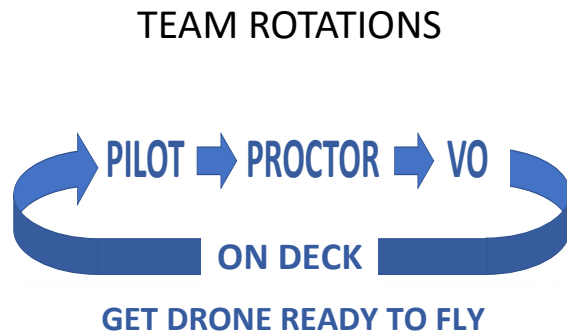 TEAM ROTATIONS
PILOT PROCTOR VO
ON DECK
GET DRONE READY TO FLY